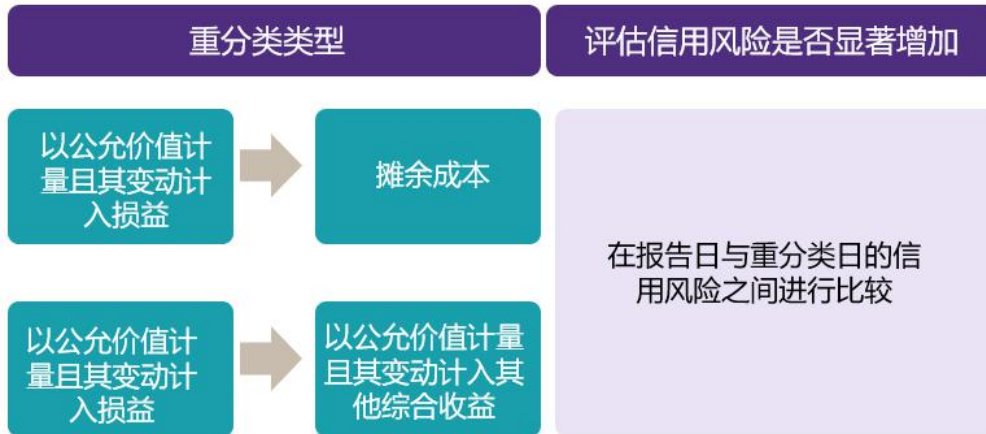 重分类类型
评估信用风险是否显著增加
以公允价值计
量且其变动计
入损益
摊余成本
在报告日与重分类日的信
用风险之间进行比较
以公允价值计
量且其变动计
入损益
以公允价值计量
且其变动计入其
他综合收益